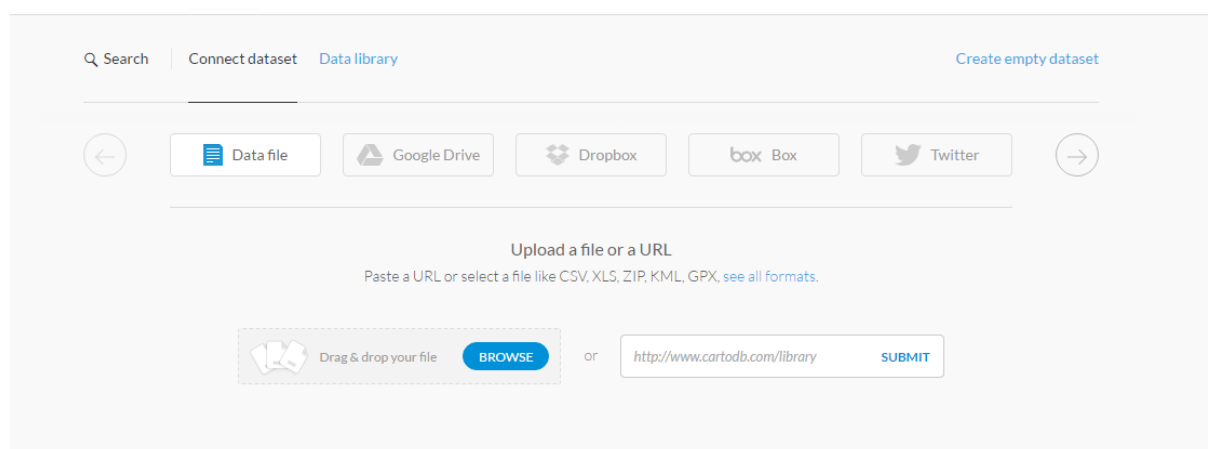 Search Connect dataset Data library Create empty dataset
Data file Google Drive Dropbox box Box Twitter
Upload a file or a URL
Paste a URL or select a file like CSV, XLS, ZIP, KML, GPX, see all formats.
Drag & drop your file BROWSE or http://www.cartodb.com/library SUBMIT